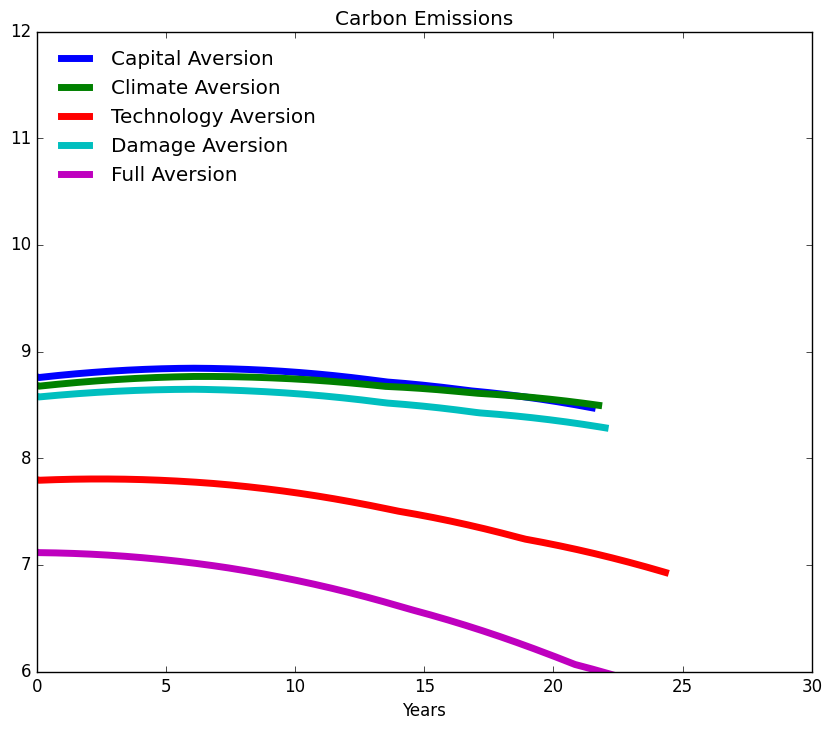 Carbon Emissions
12
11
10
9
8
7
6
Capital Aversion
Climate Aversion
Technology Aversion
Damage Aversion
Full Aversion
0 5 10 15 20 25 30
Years